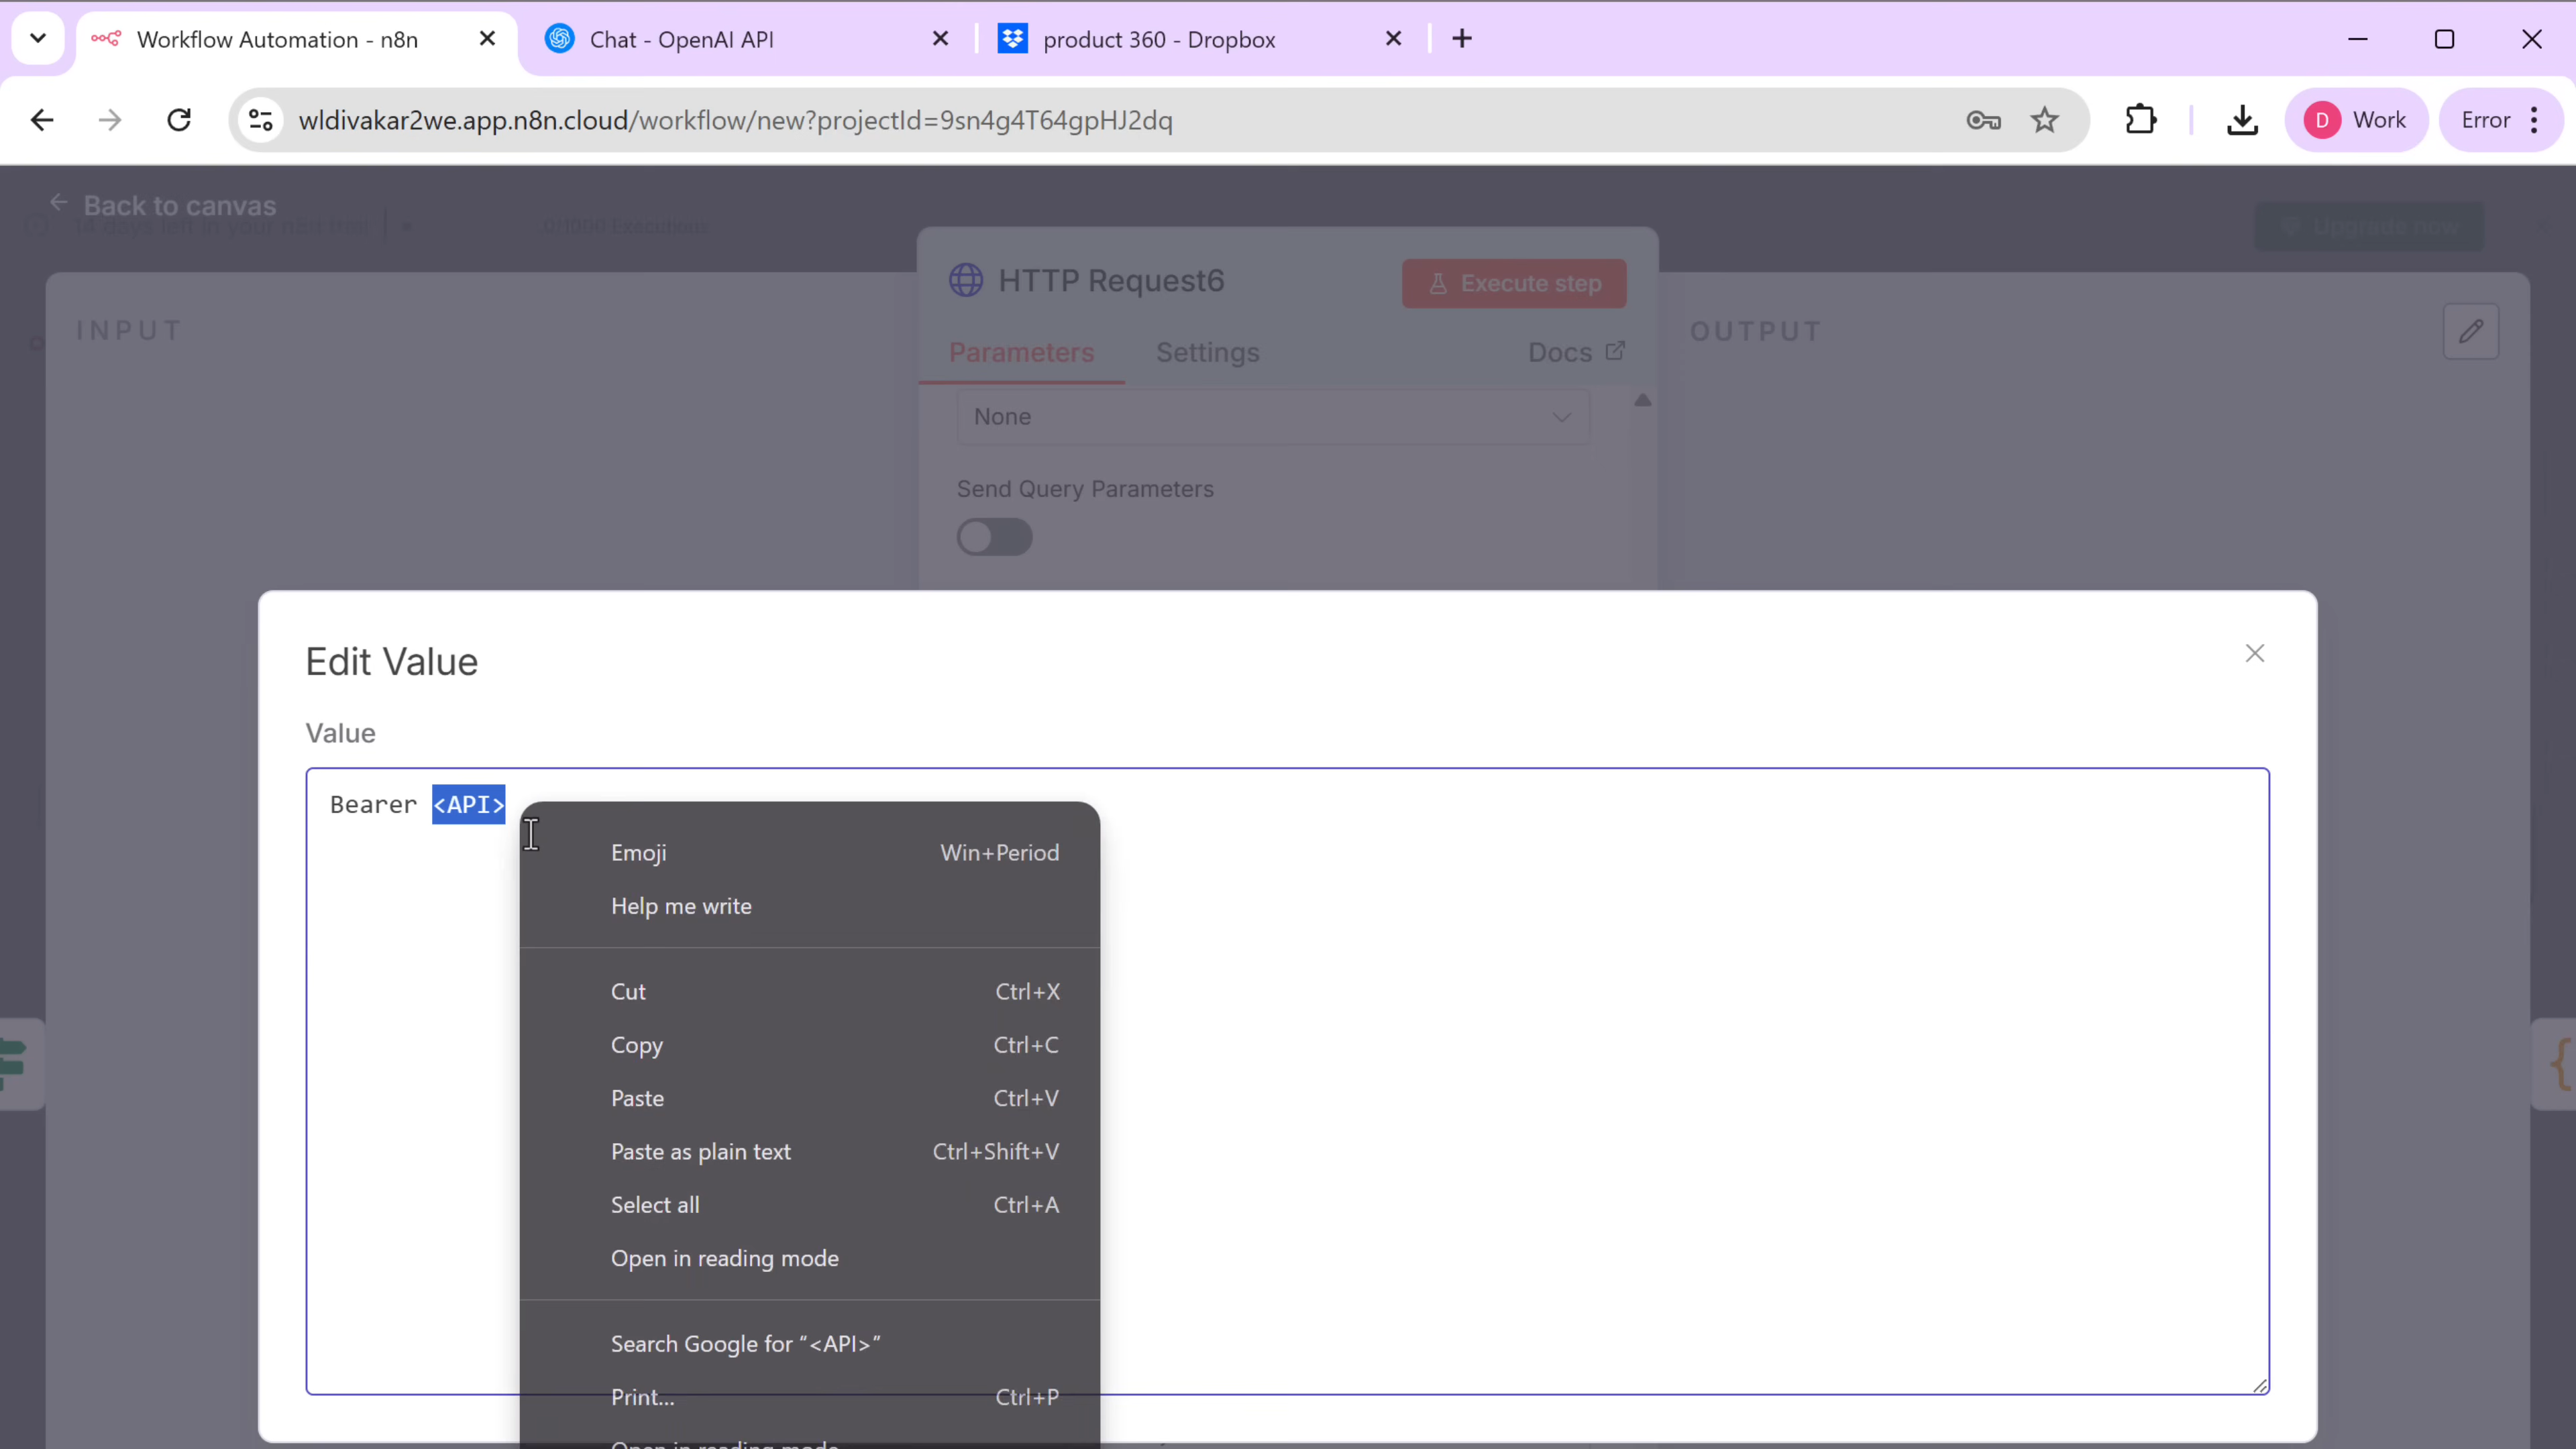 Workflow Automation - n8n
Chat - OpenAI API
product 360 - Dropbox
wldivakar2we.app.n8n.cloud/workflow/new?projectId=9sn4g4T64gpHJ2dq
D Work
Error
Back to canvas
Upgrade now
HTTP Request6
Execute step
INPUT
OUTPUT
Parameters
Settings
Docs
None
Send Query Parameters
Edit Value
Value
Bearer <API>
Emoji Win+Period
Help me write
Cut Ctrl+X
Copy Ctrl+C
Paste Ctrl+V
Paste as plain text Ctrl+Shift+V
Select all Ctrl+A
Open in reading mode
Search Google for “<API>”
Print... Ctrl+P
Open in reading mode